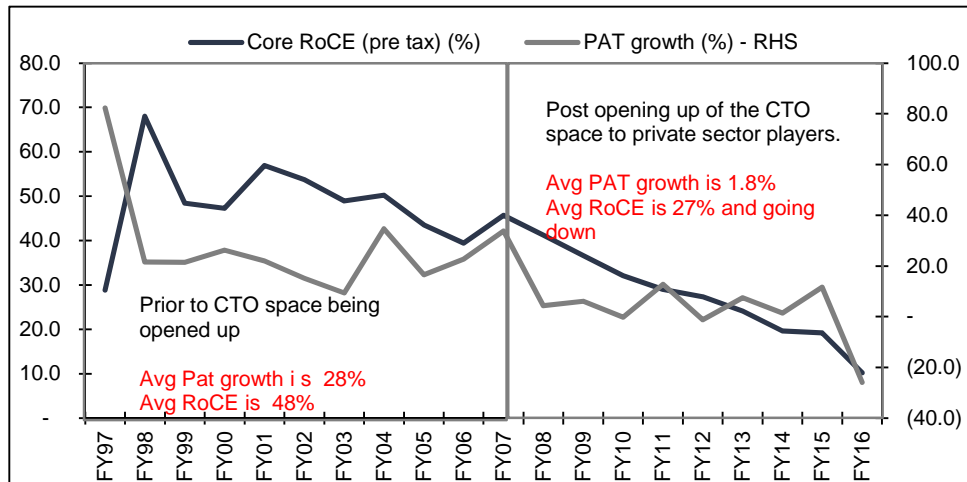 Core RoCE (pre tax) (%)
PAT growth (%) - RHS
80.0
70.0
60.0
50.0
40.0
30.0
20.0
10.0
-
100.0
80.0
60.0
40.0
20.0
-
(20.0)
(40.0)
Prior to CTO space being
opened up
Avg Pat growth i s 28%
Avg RoCE is 48%
Post opening up of the CTO
space to private sector players.
Avg PAT growth is 1.8%
Avg RoCE is 27% and going
down
FY97
FY98
FY99
FY00
FY01
FY02
FY03
FY04
FY05
FY06
FY07
FY08
FY09
FY10
FY11
FY12
FY13
FY14
FY15
FY16